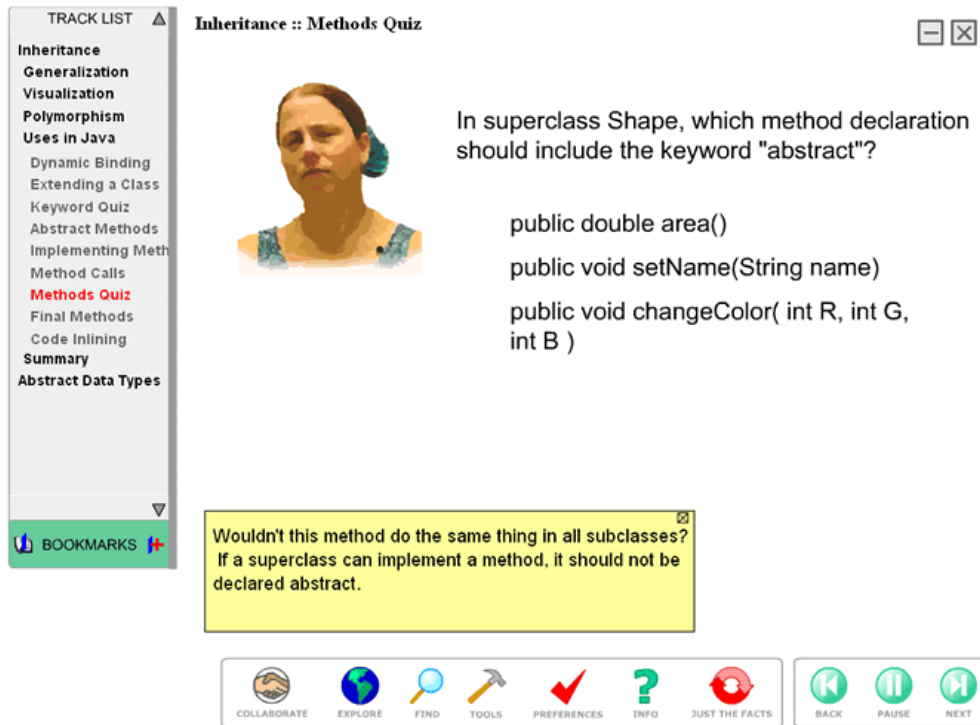 TRACK LIST
Inheritance
Generalization
Visualization
Polymorphism
Uses in Java
Dynamic Binding
Extending a Class
Keyword Quiz
Abstract Methods
Implementing Meth
Method Calls
Methods Quiz
Final Methods
Code Inlining
Summary
Abstract Data Types
BOOKMARKS
Inheritance :: Methods Quiz
In superclass Shape, which method declaration
should include the keyword "abstract"?
public double area()
public void setName(String name)
public void changeColor( int R, int G,
int B )
Wouldn't this method do the same thing in all subclasses?
If a superclass can implement a method, it should not be
declared abstract.
COLLABORATE EXPLORE FIND TOOLS PREFERENCES INFO JUST THE FACTS BACK PAUSE NEXT